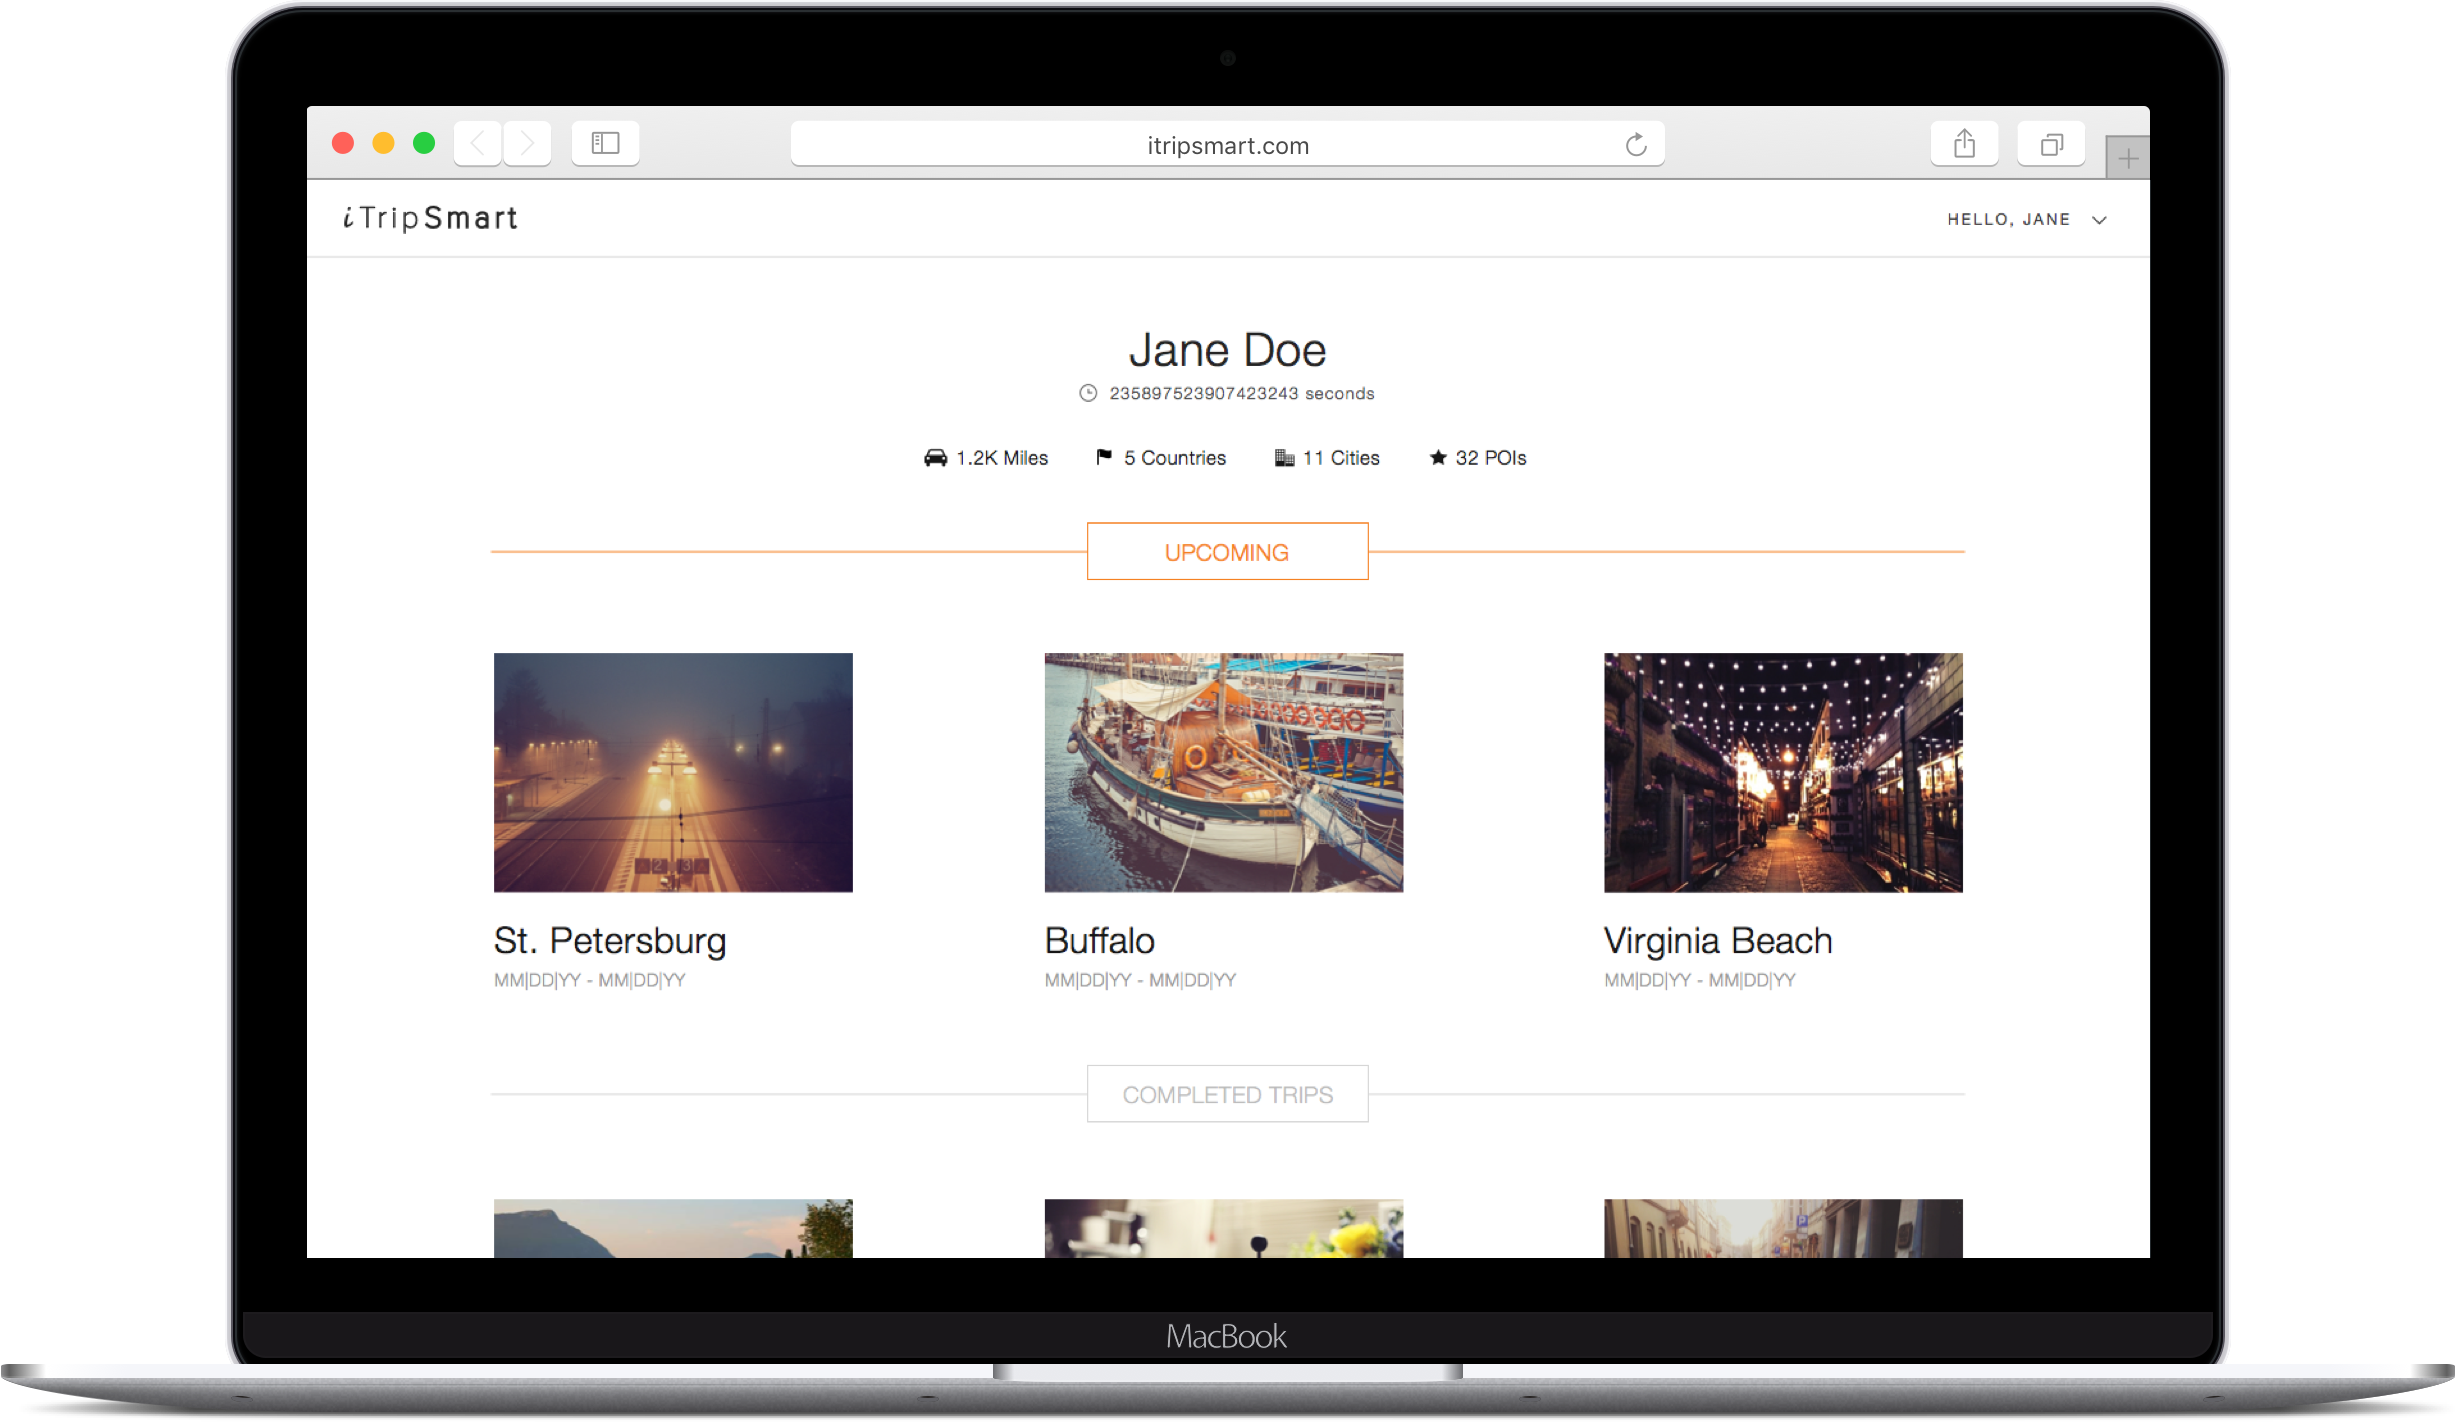 itripsmart.com
iTripSmart
HELLO, JANE
Jane Doe
235897523907423243 seconds
1.2K Miles 5 Countries 11 Cities 32 POIs
UPCOMING
St. Petersburg Buffalo Virginia Beach
MM|DD|YY - MM|DD|YY MM|DD|YY - MM|DD|YY MM|DD|YY - MM|DD|YY
COMPLETED TRIPS
P
MacBook